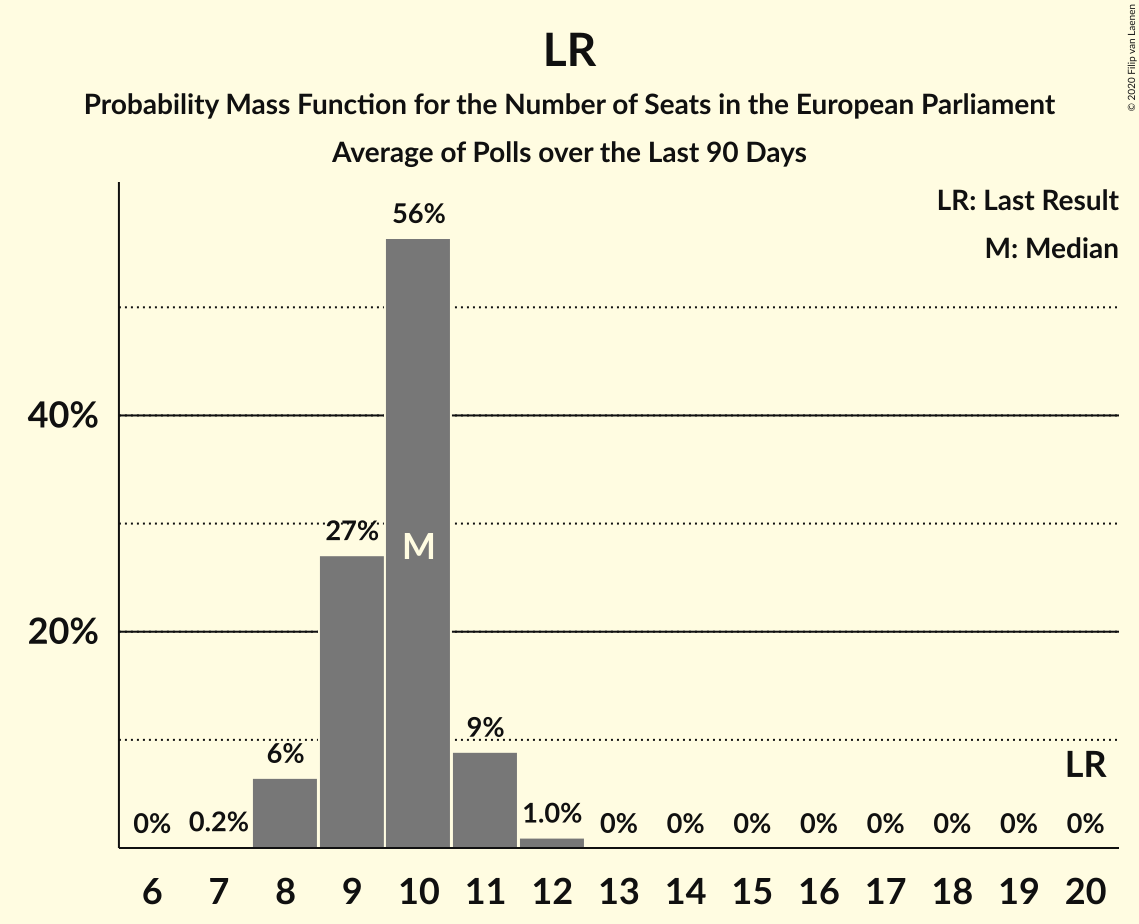 LR
Probability Mass Function for the Number of Seats in the European Parliament
Average of Polls over the Last 90 Days
© 2020 Filip van Laenen
LR: Last Result
M: Median
56%
40%
27%
M
20%
9%
6%
LR
1.0%
0% 0.2% 0% 0% 0% 0% 0% 0% 0% 0%
6 7 8 9 10 11 12 13 14 15 16 17 18 19 20